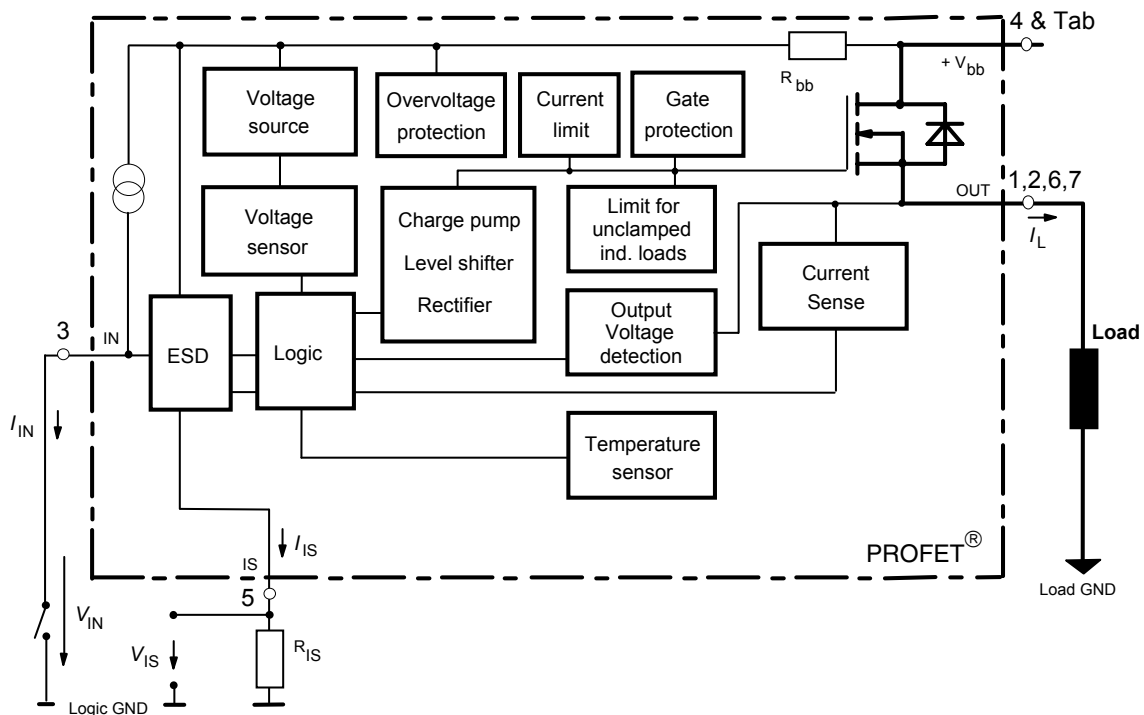 4 & Tab
+ V bb
R bb
Voltage
source
Overvoltage
protection
Current
limit
Gate
protection
Voltage
sensor
Charge pump
Level shifter
Rectifier
Limit for
unclamped
ind. loads
OUT
1,2,6,7
I L
Current
Sense
3
IN
ESD
Logic
Output
Voltage
detection
Load
I IN
Temperature
sensor
I IS
IS
PROFET®
Load GND
5
V IN
V IS
R IS
Logic GND